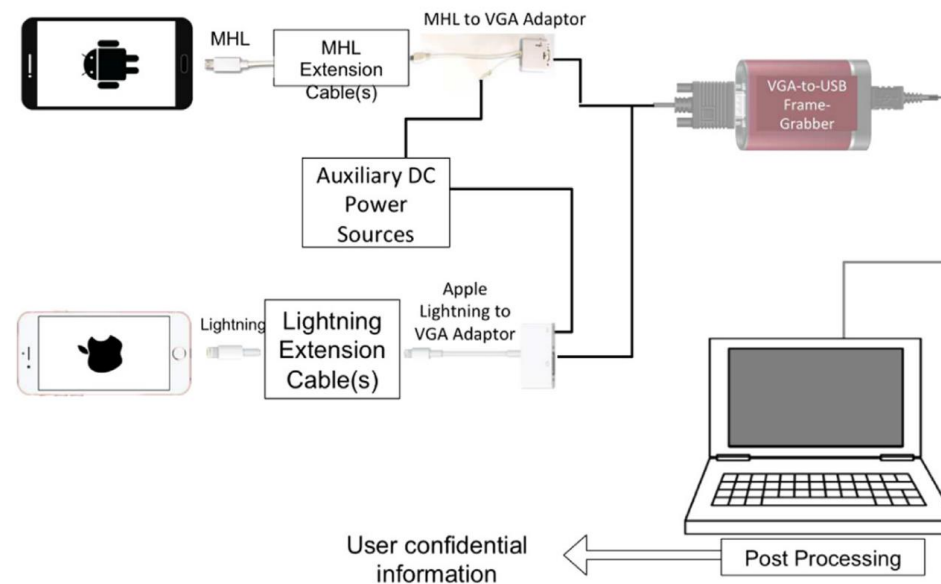 MHL to VGA Adaptor
MHL
MHL
Extension
Cable(s)
VGA-to-USB
Frame-
Grabber
Auxiliary DC
Power
Sources
Apple
Lightning to
VGA Adaptor
Lightning
Lightning
Extension
Cable(s)
User confidential
information
Post Processing